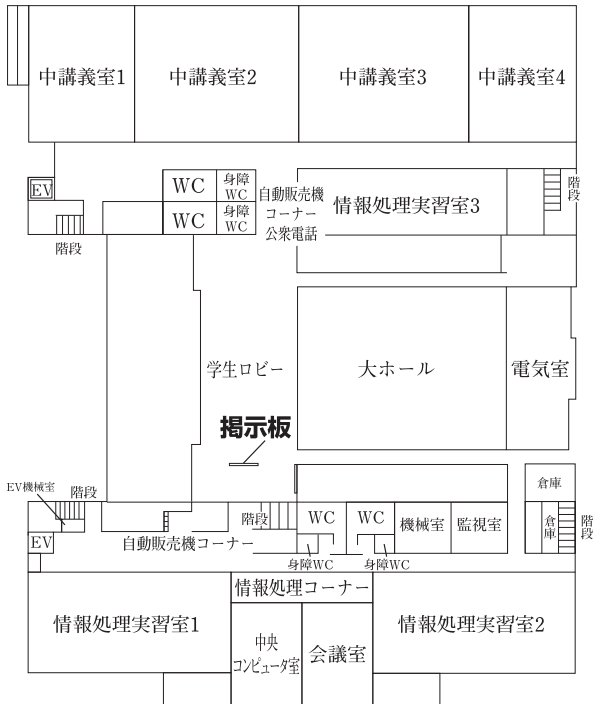 中講義室1
中講義室2
中講義室3
中講義室4
EV
階段
WC
身障
WC
WC
身障
WC
自動販売機
コーナー
公衆電話
情報処理実習室3
階段
学生ロビー
大ホール
電気室
掲示板
EV機械室
階段
EV
自動販売機コーナー
階段
WC
WC
機械室
監視室
倉庫
倉庫
階段
身障WC
身障WC
情報処理コーナー
情報処理実習室1
情報処理実習室2
中央
コンピュータ室
会議室